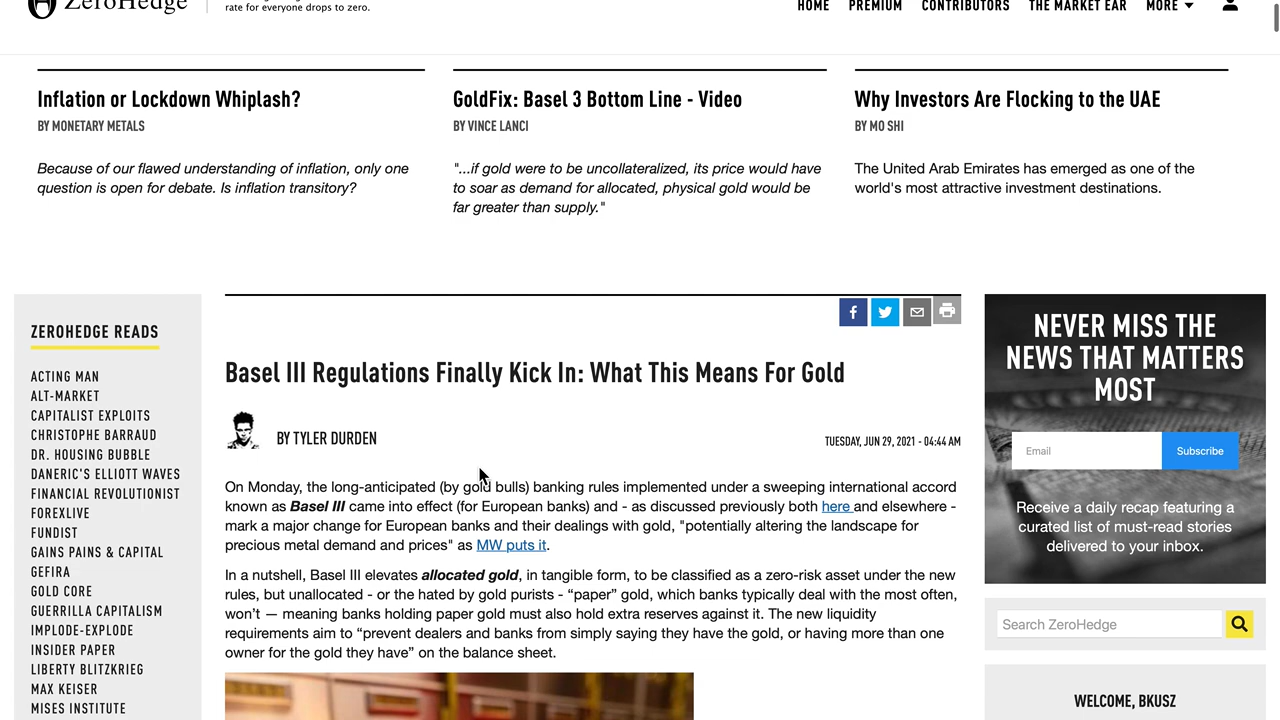 ZeroHedge
rate for everyone drops to zero.
HOME PREMIUM CONTRIBUTORS THE MARKET EAR MORE
Inflation or Lockdown Whiplash?
BY MONETARY METALS
Because of our flawed understanding of inflation, only one
question is open for debate. Is inflation transitory?
GoldFix: Basel 3 Bottom Line - Video
BY VINCE LANCI
"...if gold were to be uncollateralized, its price would have
to soar as demand for allocated, physical gold would be
far greater than supply."
Why Investors Are Flocking to the UAE
BY MO SHI
The United Arab Emirates has emerged as one of the
world's most attractive investment destinations.
ZEROHEDGE READS
ACTING MAN
ALT-MARKET
CAPITALIST EXPLOITS
CHRISTOPHE BARRAUD
DR. HOUSING BUBBLE
DANERIC'S ELLIOTT WAVES
FINANCIAL REVOLUTIONIST
FOREXLIVE
FUNDIST
GAINS PAINS & CAPITAL
GEFIRA
GOLD CORE
GUERRILLA CAPITALISM
IMPLODE-EXPLODE
INSIDER PAPER
LIBERTY BLITZKRIEG
MAX KEISER
MISES INSTITUTE
Basel III Regulations Finally Kick In: What This Means For Gold
BY TYLER DURDEN
TUESDAY, JUN 29, 2021 - 04:44 AM
On Monday, the long-anticipated (by gold bulls) banking rules implemented under a sweeping international accord
known as Basel III came into effect (for European banks) and - as discussed previously both here and elsewhere -
mark a major change for European banks and their dealings with gold, "potentially altering the landscape for
precious metal demand and prices" as MW puts it.
In a nutshell, Basel III elevates allocated gold, in tangible form, to be classified as a zero-risk asset under the new
rules, but unallocated - or the hated by gold purists - “paper” gold, which banks typically deal with the most often,
won’t — meaning banks holding paper gold must also hold extra reserves against it. The new liquidity
requirements aim to “prevent dealers and banks from simply saying they have the gold, or having more than one
owner for the gold they have” on the balance sheet.
NEVER MISS THE
NEWS THAT MATTERS
MOST
Email
Subscribe
Receive a daily recap featuring a
curated list of must-read stories
delivered to your inbox.
Search ZeroHedge
WELCOME, BKUSZ